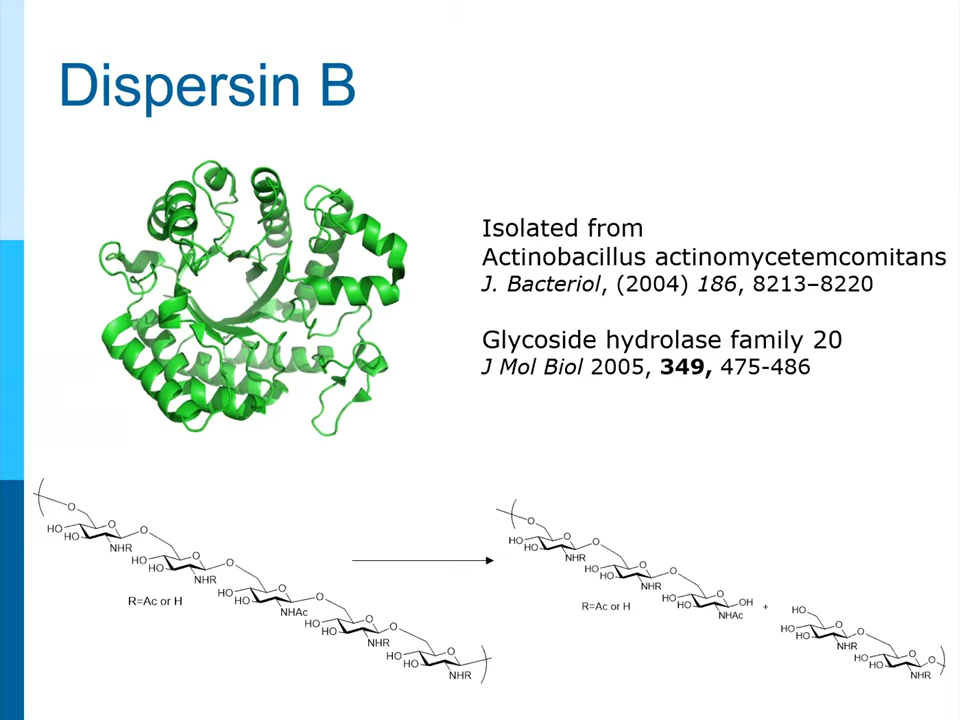 Dispersin B
Isolated from
Actinobacillus actinomycetemcomitans
J. Bacteriol, (2004) 186, 8213–8220
Glycoside hydrolase family 20
J Mol Biol 2005, 349, 475-486
O
HO
HO
O
NHR
O
HO
HO
O
NHR
O
HO
HO
O
NHAc
O
HO
HO
O
NHR
O
HO
HO
O
NHR
R=Ac or H
O
HO
HO
O
NHR
O
HO
HO
O
NHR
O
HO
HO
O
OH
NHAc
+
R=Ac or H
HO
HO
HO
O
NHR
O
HO
HO
O
O
NHR